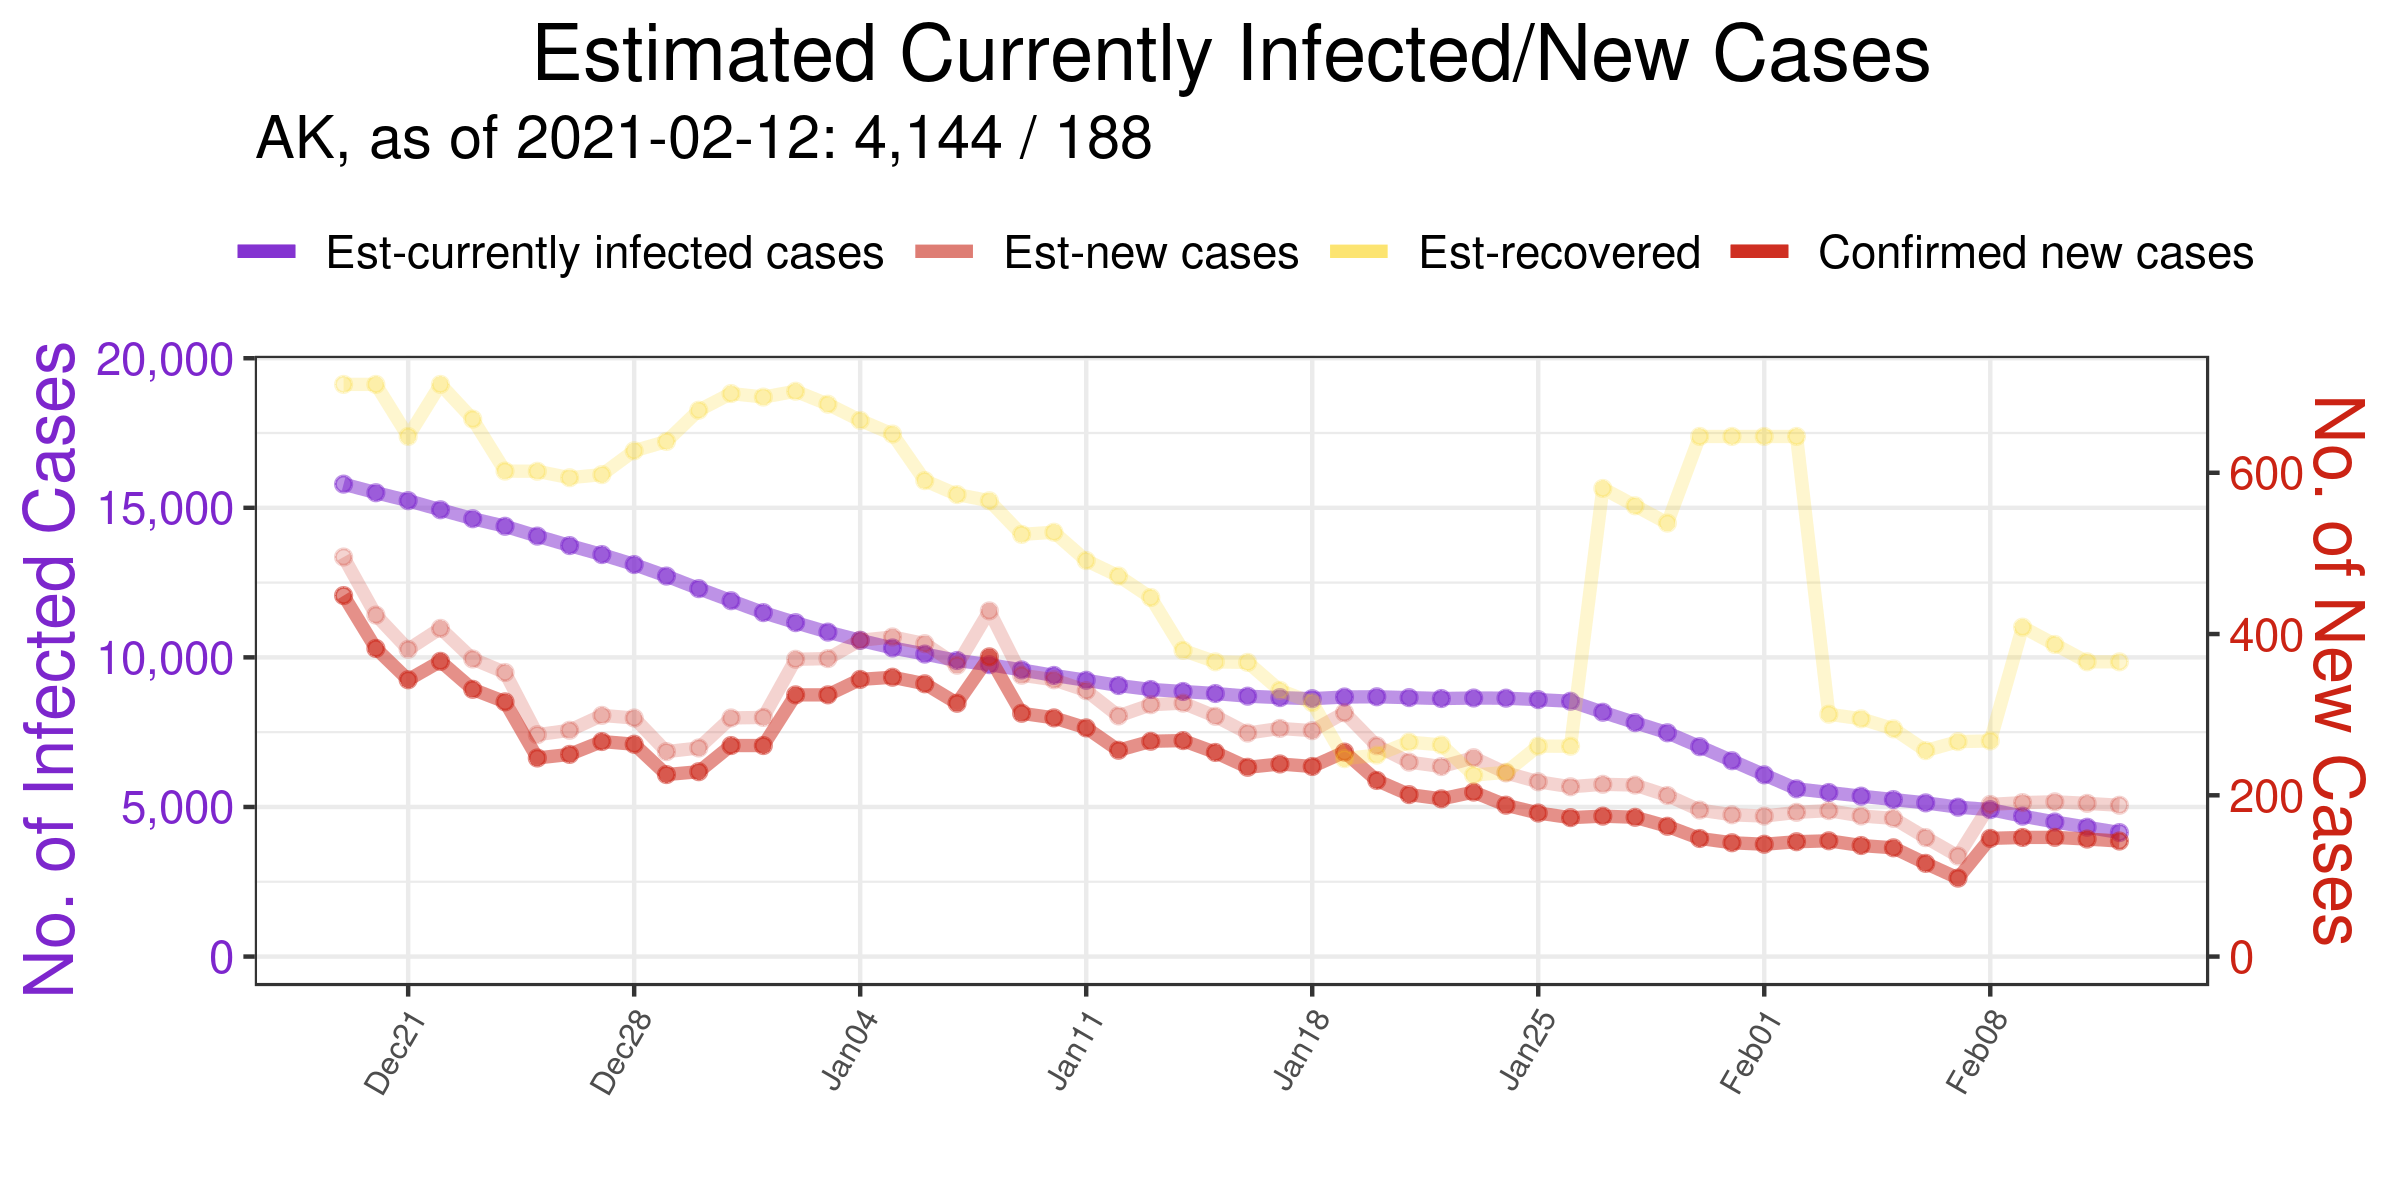 Estimated Currently Infected/New Cases
AK, as of 2021-02-12: 4,144 / 188
Est-currently infected cases Est-new cases Est-recovered Confirmed new cases
No. of Infected Cases
20,000
15,000
10,000
5,000
0
600
400
200
0
No. of New Cases
Dec21 Dec28 Jan04 Jan11 Jan18 Jan25 Feb01 Feb08